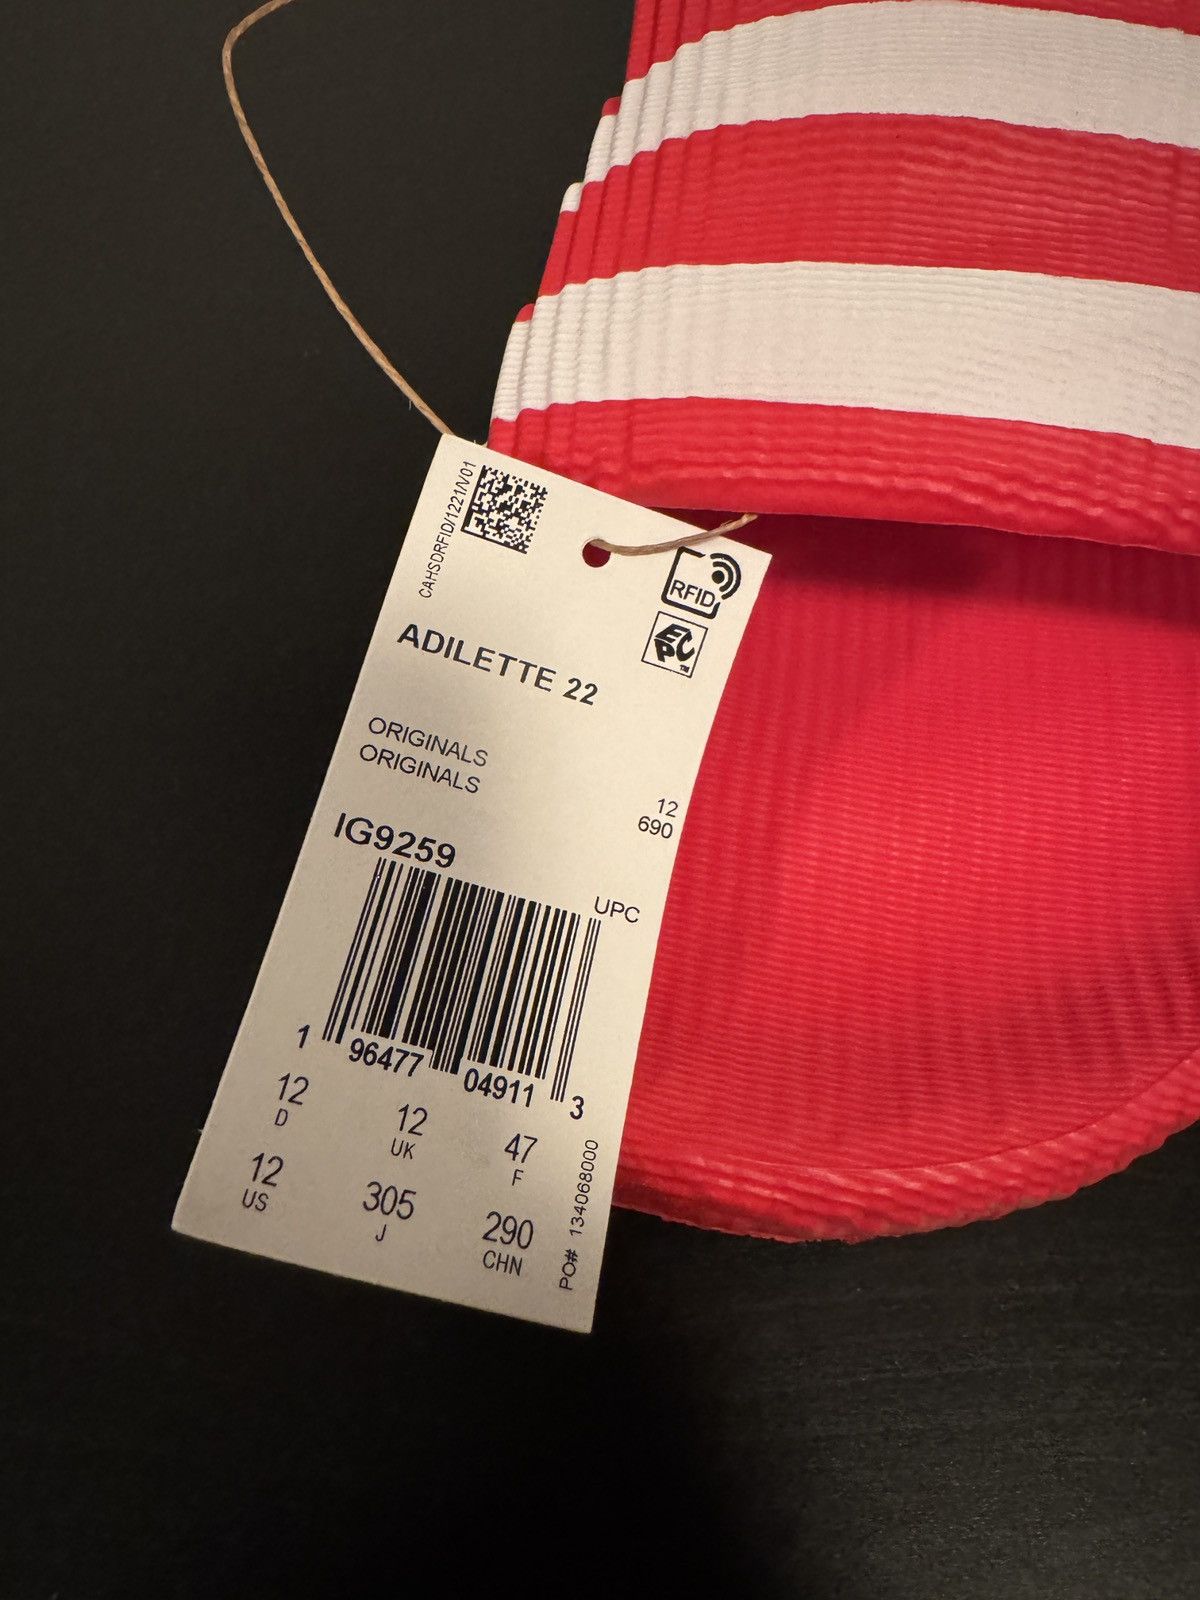 CAHSDRFID/1221/V01
RFID
EPC™
ADILETTE 22
ORIGINALS
ORIGINALS
12
690
IG9259
UPC
1 96477 04911 3
12 12 47
D UK F
12 305 290
US J CHN
PO# 134068000